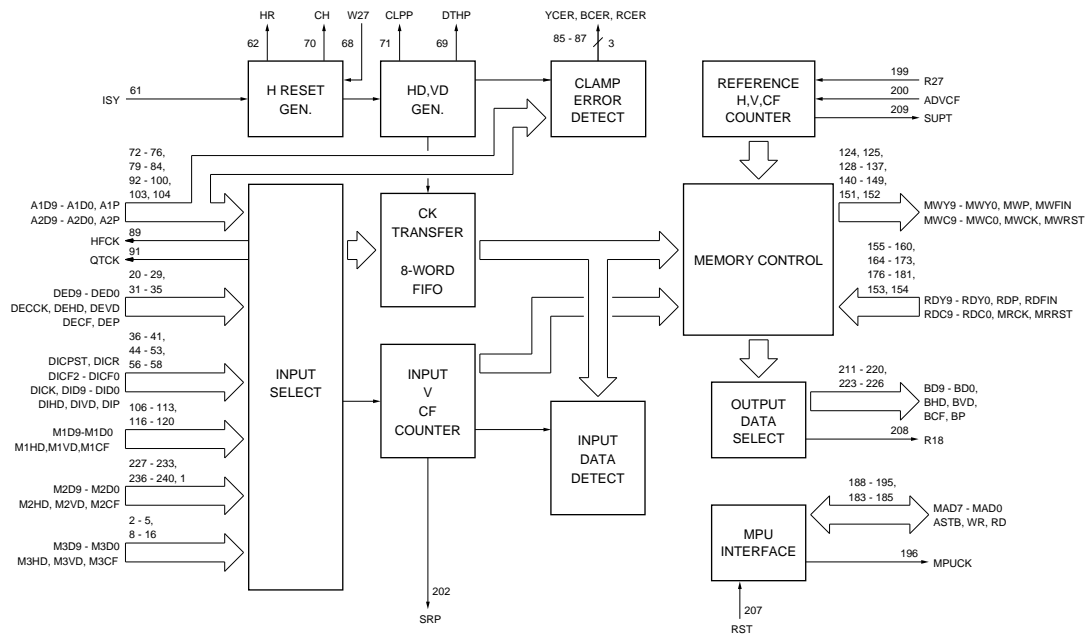 HR
CH
W27
CLPP
DTHP
YCER, BCER, RCER
62
70
68
71
69
85 - 87
3
ISY
61
H RESET
GEN.
HD,VD
GEN.
CLAMP
ERROR
DETECT
REFERENCE
H,V,CF
COUNTER
199
R27
200
ADVCF
209
SUPT
72 - 76,
79 - 84,
92 - 100,
103, 104
A1D9 - A1D0, A1P
A2D9 - A2D0, A2P
89
HFCK
91
QTCK
20 - 29,
31 - 35
DED9 - DED0
DECCK, DEHD, DEVD
DECF, DEP
36 - 41,
44 - 53,
56 - 58
DICPST, DICR
DICF2 - DICF0
DICK, DID9 - DID0
DIHD, DIVD, DIP
106 - 113,
116 - 120
M1D9-M1D0
M1HD,M1VD,M1CF
227 - 233,
236 - 240, 1
M2D9 - M2D0
M2HD, M2VD, M2CF
2 - 5,
8 - 16
M3D9 - M3D0
M3HD, M3VD, M3CF
INPUT
SELECT
CK
TRANSFER
8-WORD
FIFO
INPUT
V
CF
COUNTER
202
SRP
INPUT
DATA
DETECT
MEMORY CONTROL
124, 125,
128 - 137,
140 - 149,
151, 152
MWY9 - MWY0, MWP, MWFIN
MWC9 - MWC0, MWCK, MWRST
155 - 160,
164 - 173,
176 - 181,
153, 154
RDY9 - RDY0, RDP, RDFIN
RDC9 - RDC0, MRCK, MRRST
OUTPUT
DATA
SELECT
211 - 220,
223 - 226
BD9 - BD0,
BHD, BVD,
BCF, BP
208
R18
MPU
INTERFACE
188 - 195,
183 - 185
MAD7 - MAD0
ASTB, WR, RD
196
MPUCK
207
RST